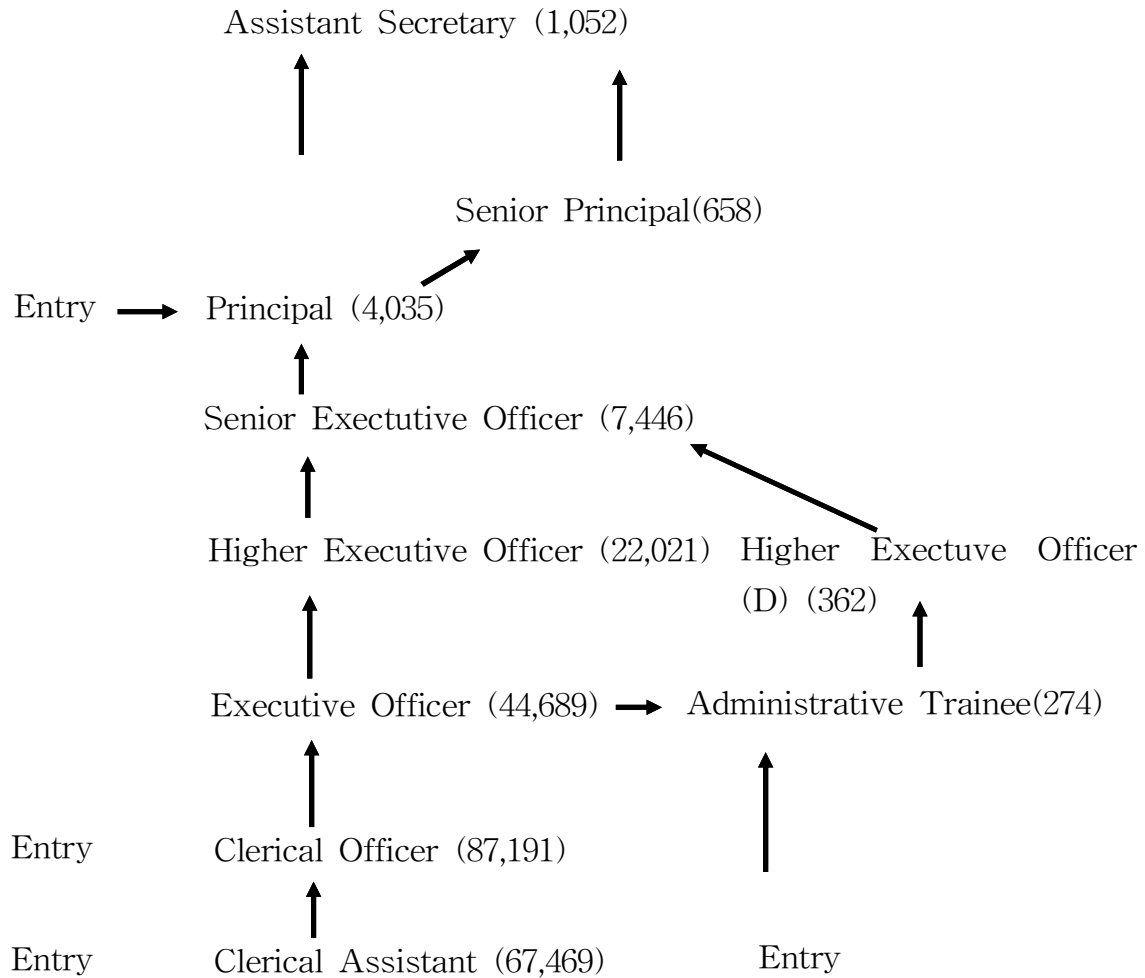 Assistant Secretary (1,052)
Senior Principal(658)
Entry Principal (4,035)
Senior Exectutive Officer (7,446)
Higher Executive Officer (22,021) Higher Exectuve Officer
(D) (362)
Executive Officer (44,689) Administrative Trainee(274)
Entry Clerical Officer (87,191)
Entry Clerical Assistant (67,469) Entry